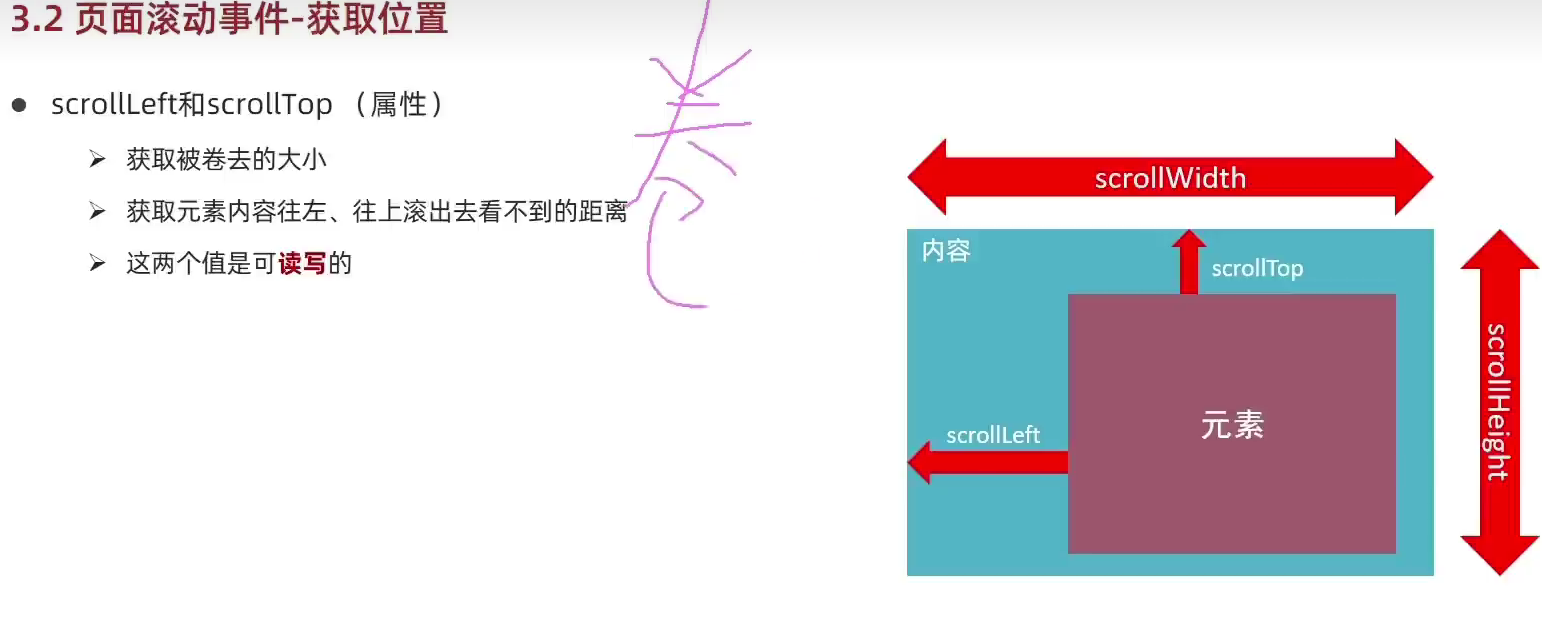 3.2 页面滚动事件-获取位置
scrollLeft和scrollTop （属性）
获取被卷去的大小
获取元素内容往左、往上滚出去看不到的距离
这两个值是可读写的
卷
scrollWidth
内容
scrollTop
scrollLeft
元素
scrollHeight